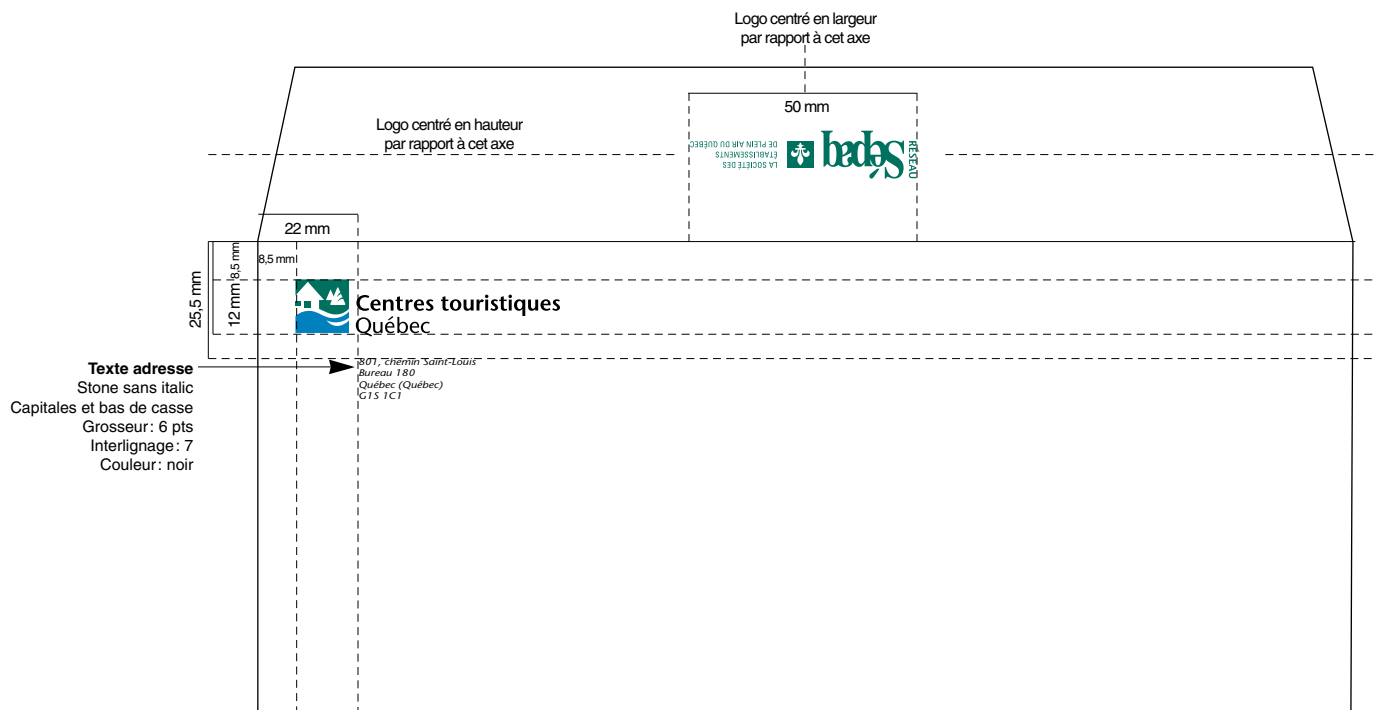 Logo centré en largeur
par rapport à cet axe
50 mm
Logo centré en hauteur
par rapport à cet axe
RÉSEAU
Sépaq
LA SOCIÉTÉ DES
ÉTABLISSEMENTS
DE PLEIN AIR DU QUÉBEC
22 mm
8,5 mm
8,5 mm
12 mm
25,5 mm
Centres touristiques
Québec
801, chemin Saint-Louis
Bureau 180
Québec (Québec)
G1S 1C1
Texte adresse
Stone sans italic
Capitales et bas de casse
Grosseur : 6 pts
Interlignage : 7
Couleur : noir